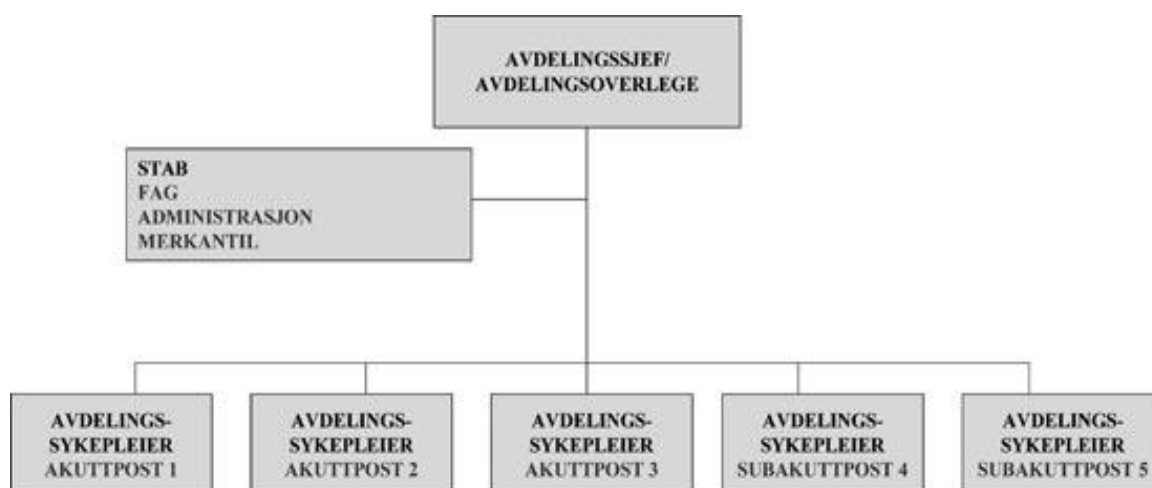 AVDELINGSSJEF/
AVDELINGSOVERLEGE
STAB
FAG
ADMINISTRASJON
MERKANTIL
AVDELINGS-
SYKEPLEIER
AKUTTPOST 1
AVDELINGS-
SYKEPLEIER
AKUTTPOST 2
AVDELINGS-
SYKEPLEIER
AKUTTPOST 3
AVDELINGS-
SYKEPLEIER
SUBAKUTTPOST 4
AVDELINGS-
SYKEPLEIER
SUBAKUTTPOST 5